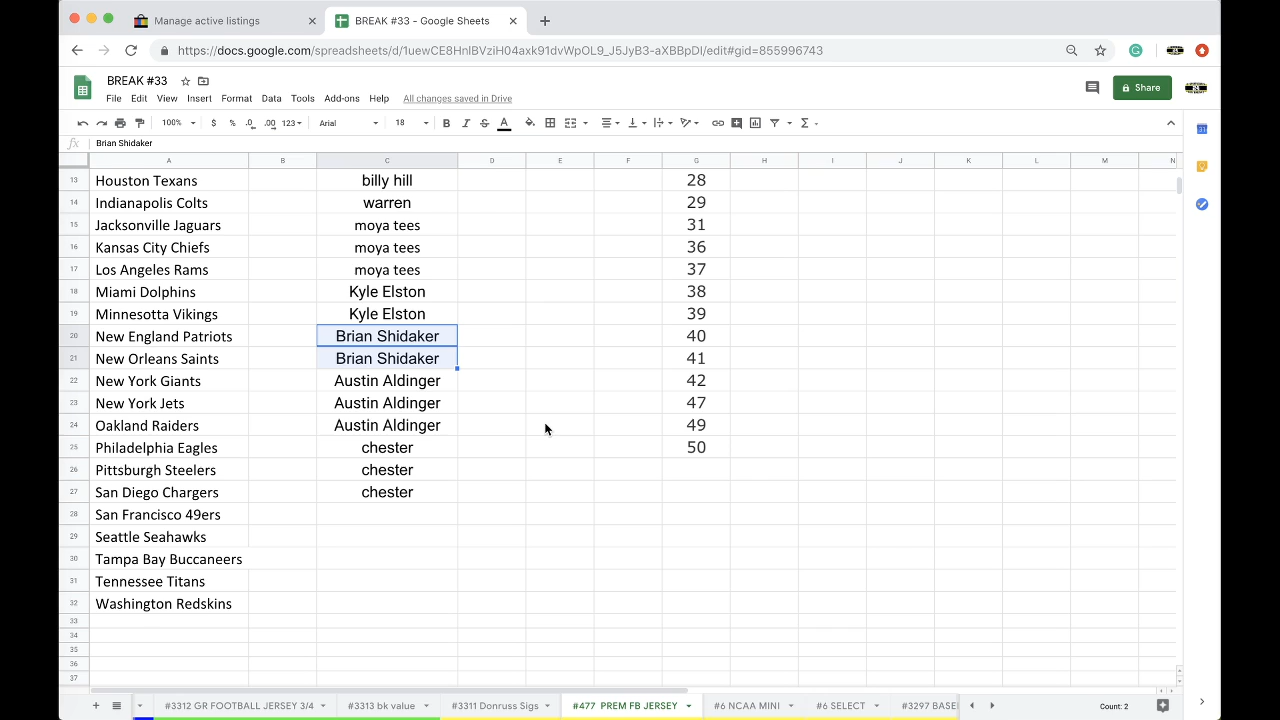 Manage active listings
BREAK #33 - Google Sheets
https://docs.google.com/spreadsheets/d/1uewCE8HnIBVziH04axk91dvWpOL9_J5JyB3-aXBBpDI/edit#gid=855996743
BREAK #33
File Edit View Insert Format Data Tools Add-ons Help All changes saved in Drive
Share
100% $ % .0 .00 123 Arial 18 B I S A
fx Brian Shidaker
A B C D E F G H I J K L M N
13 Houston Texans billy hill 28
14 Indianapolis Colts warren 29
15 Jacksonville Jaguars moya tees 31
16 Kansas City Chiefs moya tees 36
17 Los Angeles Rams moya tees 37
18 Miami Dolphins Kyle Elston 38
19 Minnesotta Vikings Kyle Elston 39
20 New England Patriots Brian Shidaker 40
21 New Orleans Saints Brian Shidaker 41
22 New York Giants Austin Aldinger 42
23 New York Jets Austin Aldinger 47
24 Oakland Raiders Austin Aldinger 49
25 Philadelphia Eagles chester 50
26 Pittsburgh Steelers chester
27 San Diego Chargers chester
28 San Francisco 49ers
29 Seattle Seahawks
30 Tampa Bay Buccaneers
31 Tennessee Titans
32 Washington Redskins
33
34
35
36
37
#3312 GR FOOTBALL JERSEY 3/4 #3313 bk value #3311 Donruss Sigs #477 PREM FB JERSEY #6 NCAA MINI #6 SELECT #3297 BASE
Count: 2